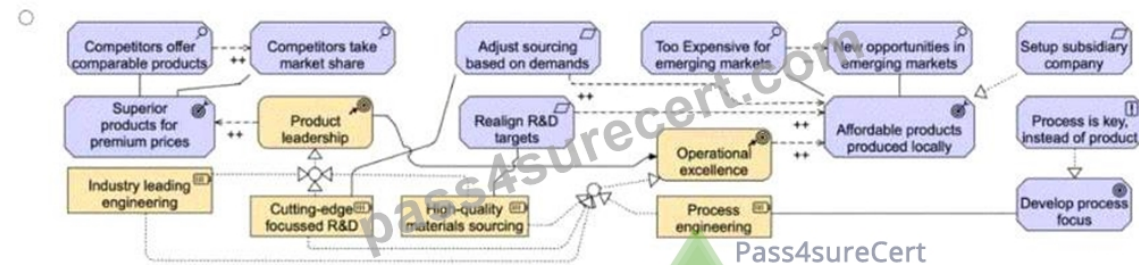 Competitors offer
comparable products
++
Competitors take
market share
Adjust sourcing
based on demands
++
Too Expensive for
emerging markets
++
New opportunities in
emerging markets
Setup subsidiary
company
Superior
products for
premium prices
++
Product
leadership
Realign R&D
targets
++
Operational
excellence
++
Affordable products
produced locally
Process is key,
instead of product
Industry leading
engineering
Cutting-edge
focussed R&D
High-quality
materials sourcing
Process
engineering
Develop process
focus
pass4surecert.com
Pass4sureCert